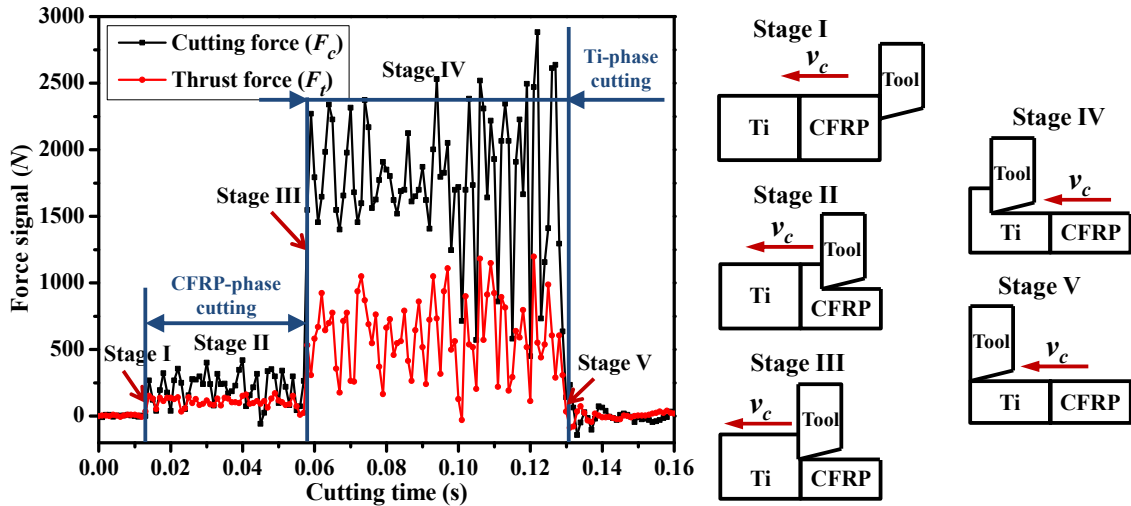 3000
2500
2000
1500
1000
500
0
Force signal (N)
0.00
0.02
0.04
0.06
0.08
0.10
0.12
0.14
0.16
Cutting time (s)
Cutting force (Fc)
Thrust force (Ft)
Stage IV
Ti-phase
cutting
Stage III
CFRP-phase
cutting
Stage I
Stage II
Stage V
Stage I
vc
Tool
Ti
CFRP
Stage II
vc
Tool
Ti
CFRP
Stage III
vc
Tool
Ti
CFRP
Stage IV
Tool
vc
Ti
CFRP
Stage V
Tool
vc
Ti
CFRP